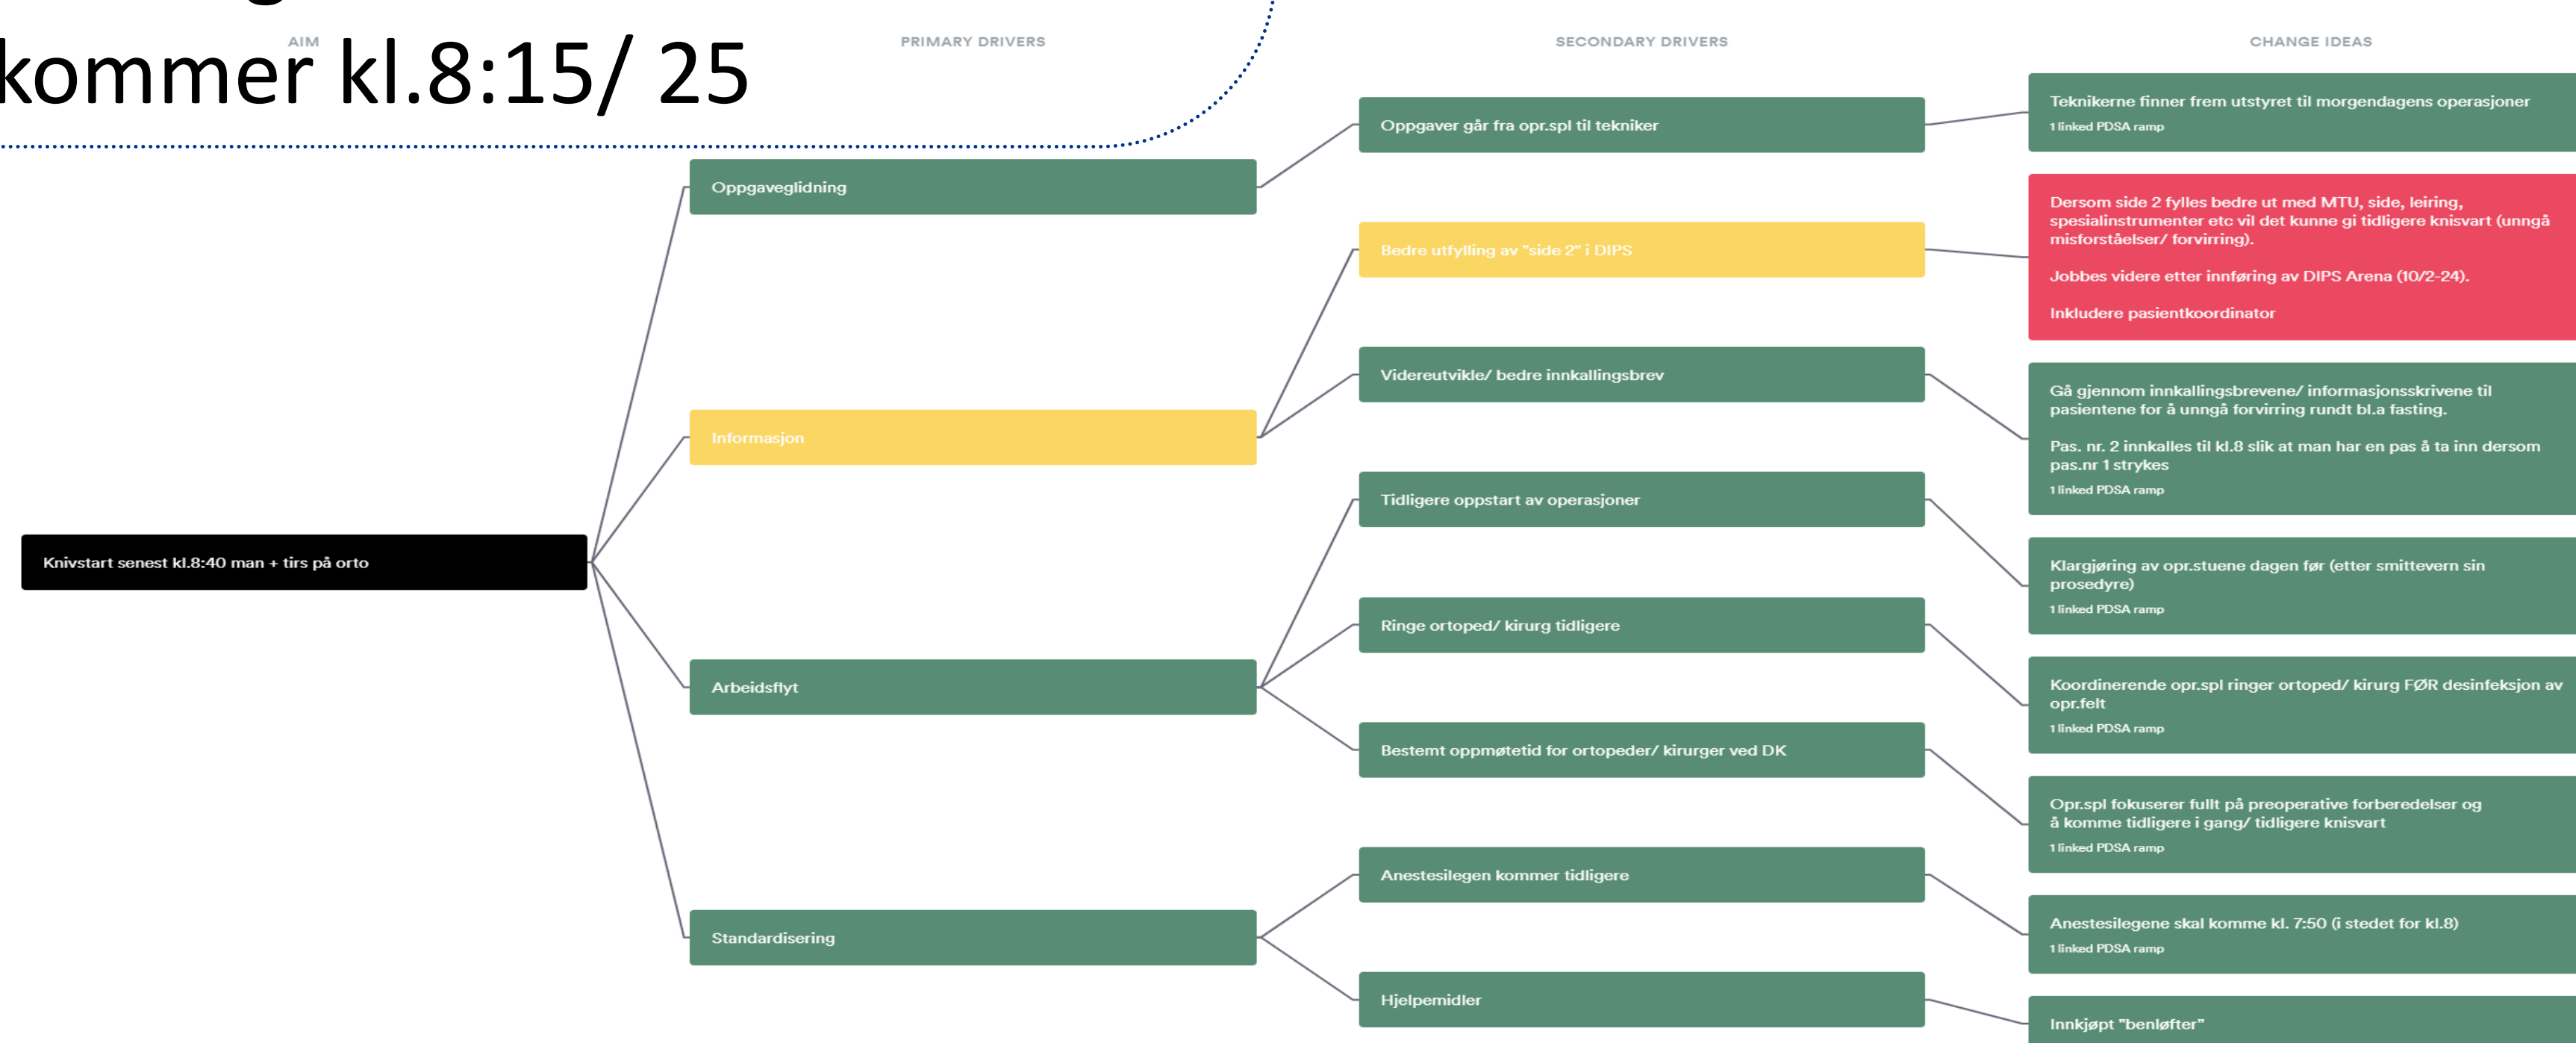 kommer kl.8:15/ 25
AIM
PRIMARY DRIVERS
SECONDARY DRIVERS
CHANGE IDEAS
Knivstart senest kl.8:40 man + tirs på orto
Oppgaveglidning
Informasjon
Arbeidsflyt
Standardisering
Oppgaver går fra opr.spl til tekniker
Bedre utfylling av "side 2" i DIPS
Videreutvikle/ bedre innkallingsbrev
Tidligere oppstart av operasjoner
Ringe ortoped/ kirurg tidligere
Bestemt oppmøtetid for ortopeder/ kirurger ved DK
Anestesilegen kommer tidligere
Hjelpemidler
Teknikerne finner frem utstyret til morgendagens operasjoner
1 linked PDSA ramp
Dersom side 2 fylles bedre ut med MTU, side, leiring,
spesialinstrumenter etc vil det kunne gi tidligere knisvart (unngå
misforståelser/ forvirring).
Jobbes videre etter innføring av DIPS Arena (10/2-24).
Inkludere pasientkoordinator
Gå gjennom innkallingsbrevene/ informasjonsskrivene til
pasientene for å unngå forvirring rundt bl.a fasting.
Pas. nr. 2 innkalles til kl.8 slik at man har en pas å ta inn dersom
pas.nr 1 strykes
1 linked PDSA ramp
Klargjøring av opr.stuene dagen før (etter smittevern sin
prosedyre)
1 linked PDSA ramp
Koordinerende opr.spl ringer ortoped/ kirurg FØR desinfeksjon av
opr.felt
1 linked PDSA ramp
Opr.spl fokuserer fullt på preoperative forberedelser og
å komme tidligere i gang/ tidligere knisvart
1 linked PDSA ramp
Anestesilegene skal komme kl. 7:50 (i stedet for kl.8)
1 linked PDSA ramp
Innkjøpt "benløfter"